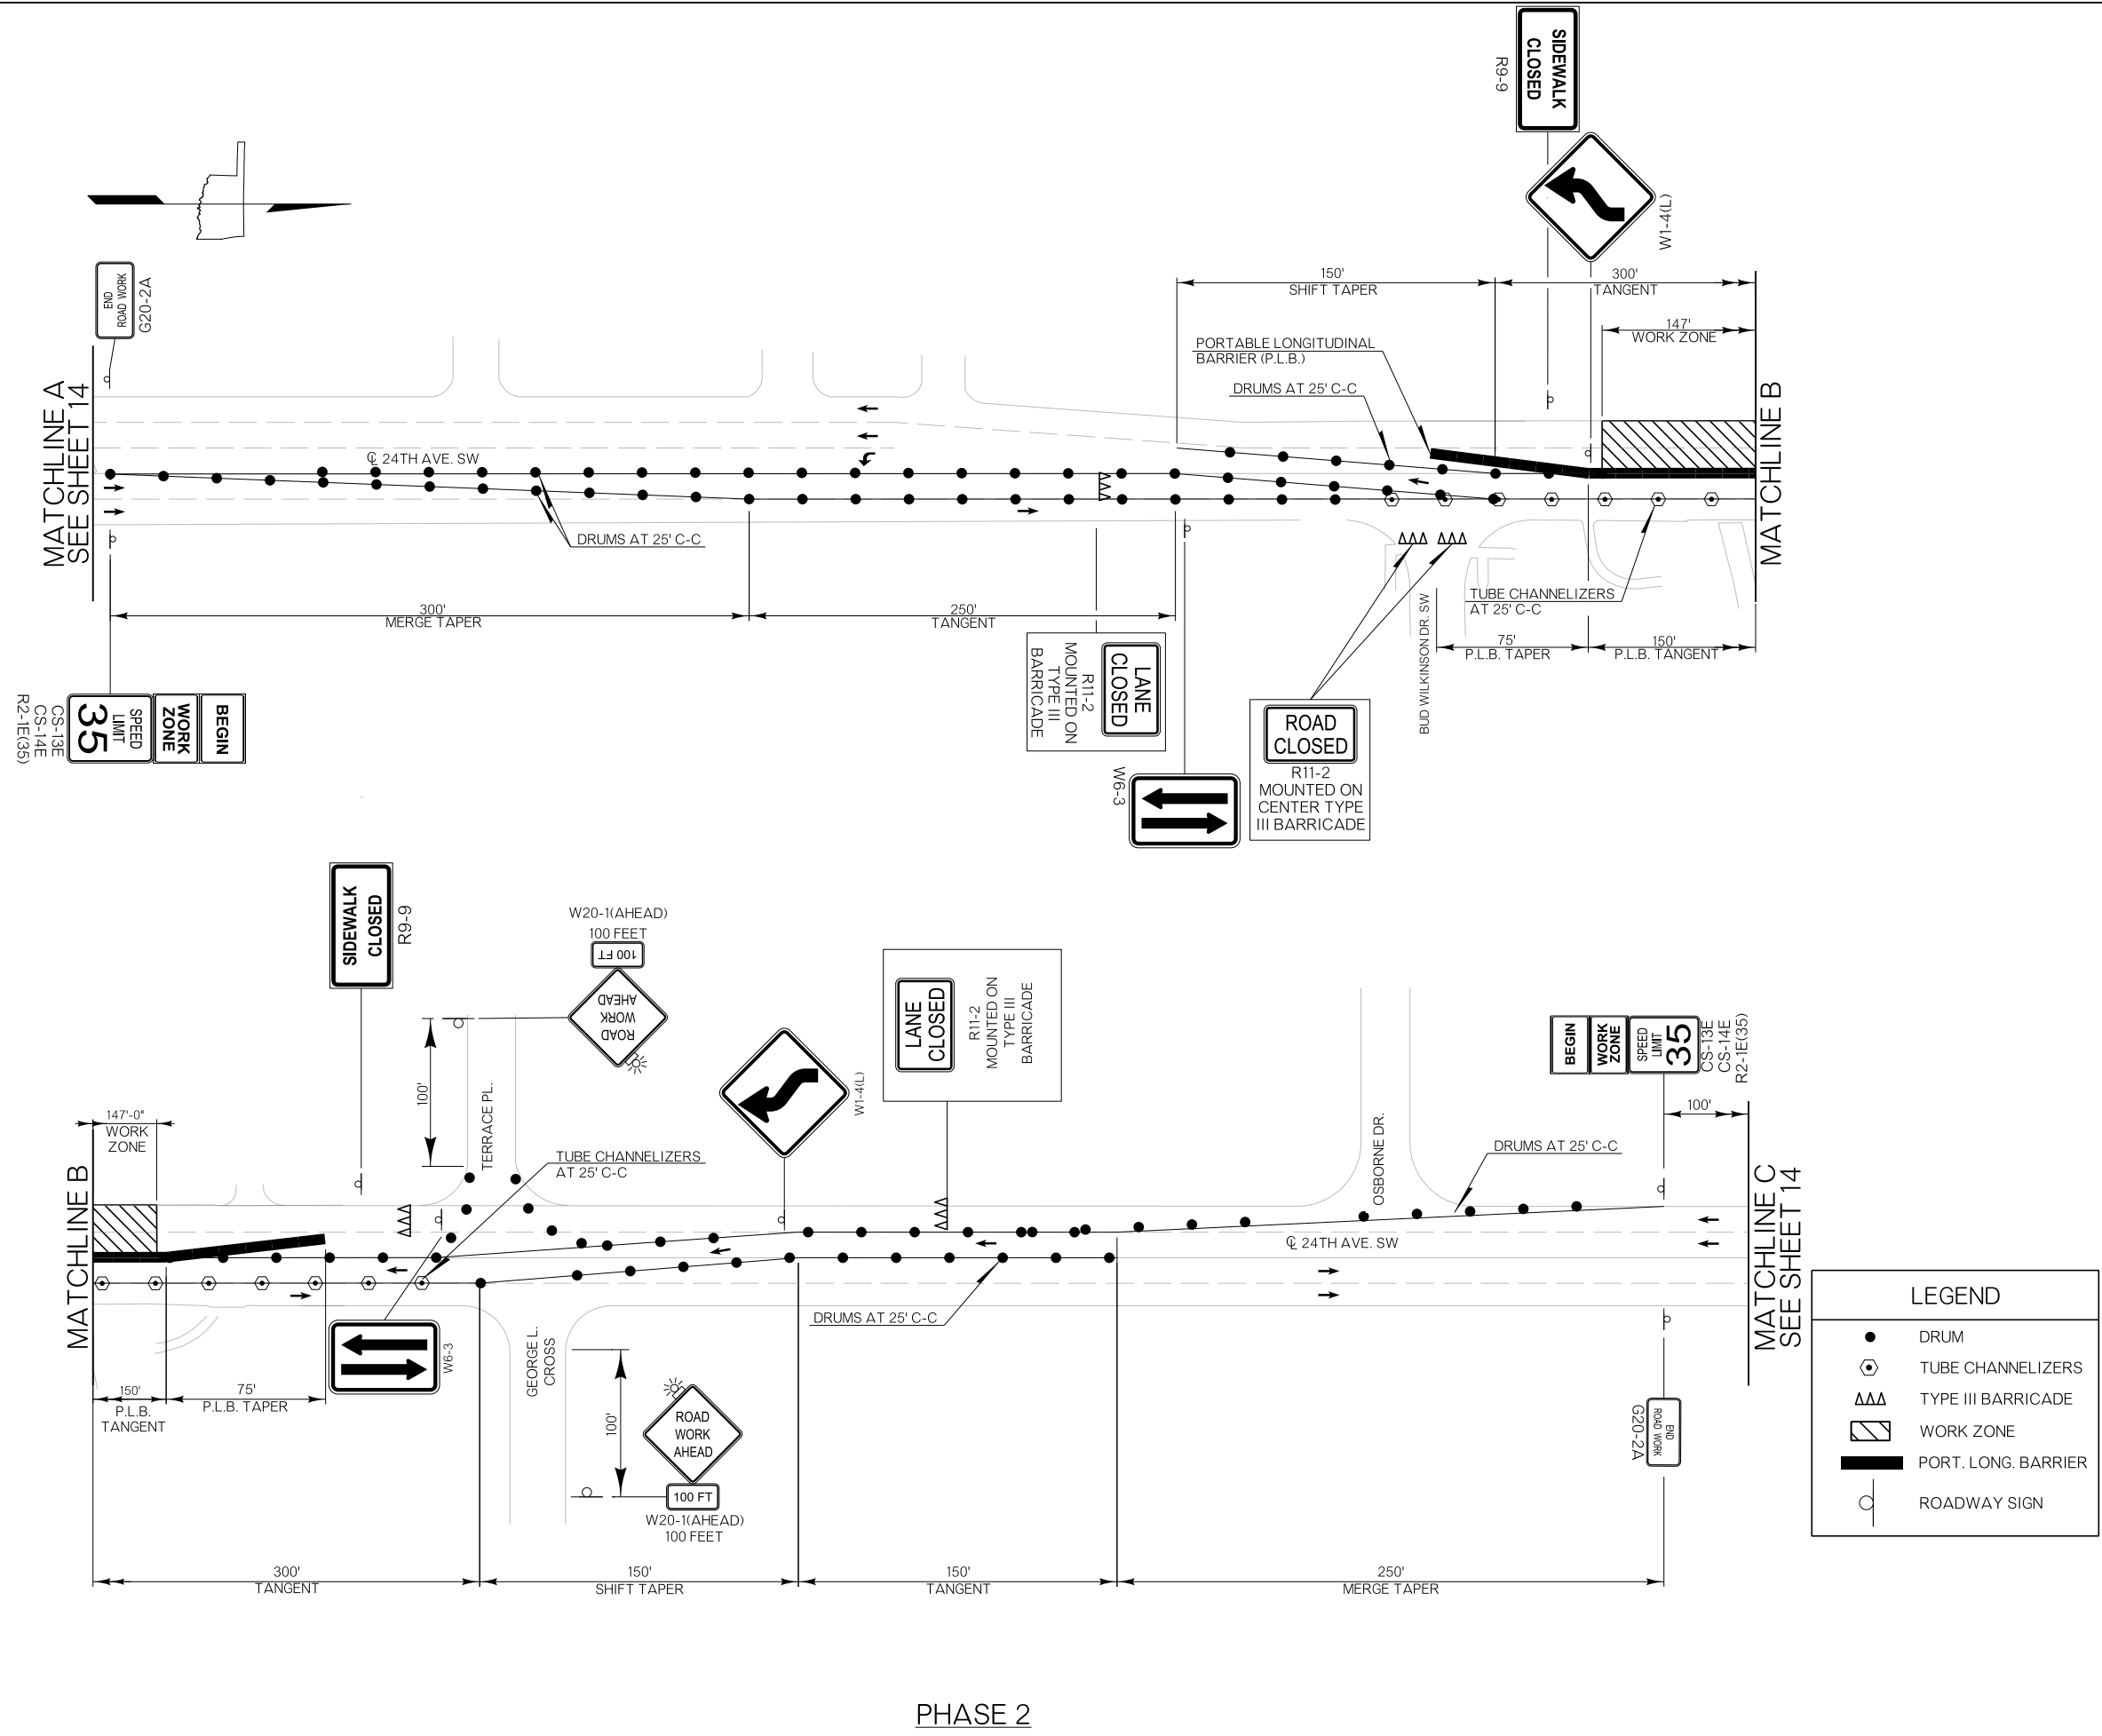 SIDEWALK
CLOSED
R9-9
W1-4(L)
END
ROAD WORK
G20-2A
150'
SHIFT TAPER
300'
TANGENT
147'
WORK ZONE
PORTABLE LONGITUDINAL
BARRIER (P.L.B.)
DRUMS AT 25' C-C
MATCHLINE A
SEE SHEET 14
℄ 24TH AVE. SW
MATCHLINE B
DRUMS AT 25' C-C
300'
MERGE TAPER
250'
TANGENT
TUBE CHANNELIZERS
AT 25' C-C
75'
P.L.B. TAPER
150'
P.L.B. TANGENT
BUD WILKINSON DR. SW
BEGIN
WORK
ZONE
SPEED
LIMIT
35
CS-13E
CS-14E
R2-1E(35)
LANE
CLOSED
R11-2
MOUNTED ON
TYPE III
BARRICADE
W6-3
ROAD
CLOSED
R11-2
MOUNTED ON
CENTER TYPE
III BARRICADE
SIDEWALK
CLOSED
R9-9
W20-1(AHEAD)
100 FEET
100 FT
ROAD
WORK
AHEAD
100'
TERRACE PL.
147'-0"
WORK
ZONE
TUBE CHANNELIZERS
AT 25' C-C
W1-4(L)
LANE
CLOSED
R11-2
MOUNTED ON
TYPE III
BARRICADE
OSBORNE DR.
DRUMS AT 25' C-C
BEGIN
WORK
ZONE
SPEED
LIMIT
35
CS-13E
CS-14E
R2-1E(35)
100'
MATCHLINE B
℄ 24TH AVE. SW
MATCHLINE C
SEE SHEET 14
DRUMS AT 25' C-C
W6-3
150'
P.L.B.
TANGENT
75'
P.L.B. TAPER
GEORGE L.
CROSS
100'
ROAD
WORK
AHEAD
100 FT
W20-1(AHEAD)
100 FEET
END
ROAD WORK
G20-2A
300'
TANGENT
150'
SHIFT TAPER
150'
TANGENT
250'
MERGE TAPER
LEGEND
DRUM
TUBE CHANNELIZERS
TYPE III BARRICADE
WORK ZONE
PORT. LONG. BARRIER
ROADWAY SIGN
PHASE 2